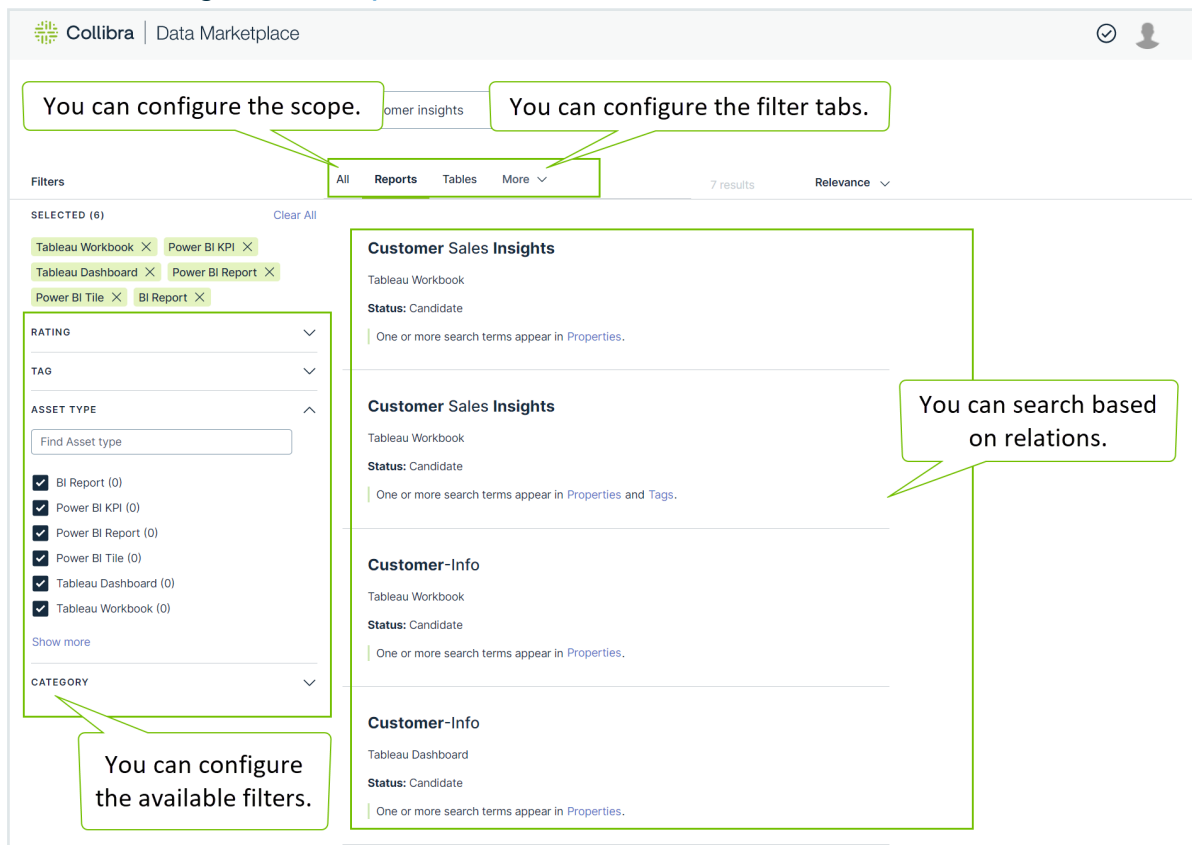 Collibra | Data Marketplace
You can configure the scope.
omer insights
You can configure the filter tabs.
Filters
All Reports Tables More
7 results
Relevance
SELECTED (6)
Clear All
Tableau Workbook × Power BI KPI ×
Tableau Dashboard × Power BI Report ×
Power BI Tile × BI Report ×
RATING
TAG
ASSET TYPE
Find Asset type
BI Report (0)
Power BI KPI (0)
Power BI Report (0)
Power BI Tile (0)
Tableau Dashboard (0)
Tableau Workbook (0)
Show more
CATEGORY
You can configure
the available filters.
Customer Sales Insights
Tableau Workbook
Status: Candidate
One or more search terms appear in Properties.
Customer Sales Insights
Tableau Workbook
Status: Candidate
One or more search terms appear in Properties and Tags.
Customer-Info
Tableau Workbook
Status: Candidate
One or more search terms appear in Properties.
Customer-Info
Tableau Dashboard
Status: Candidate
One or more search terms appear in Properties.
You can search based
on relations.